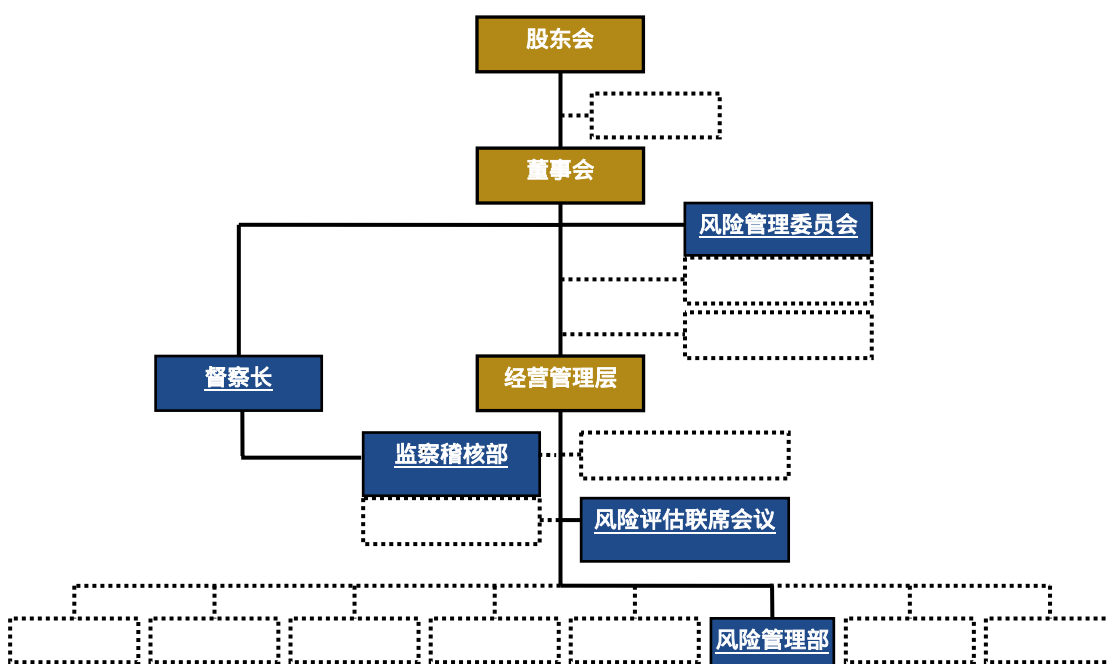 股东会
董事会
风险管理委员会
督察长
经营管理层
监察稽核部
风险评估联席会议
风险管理部